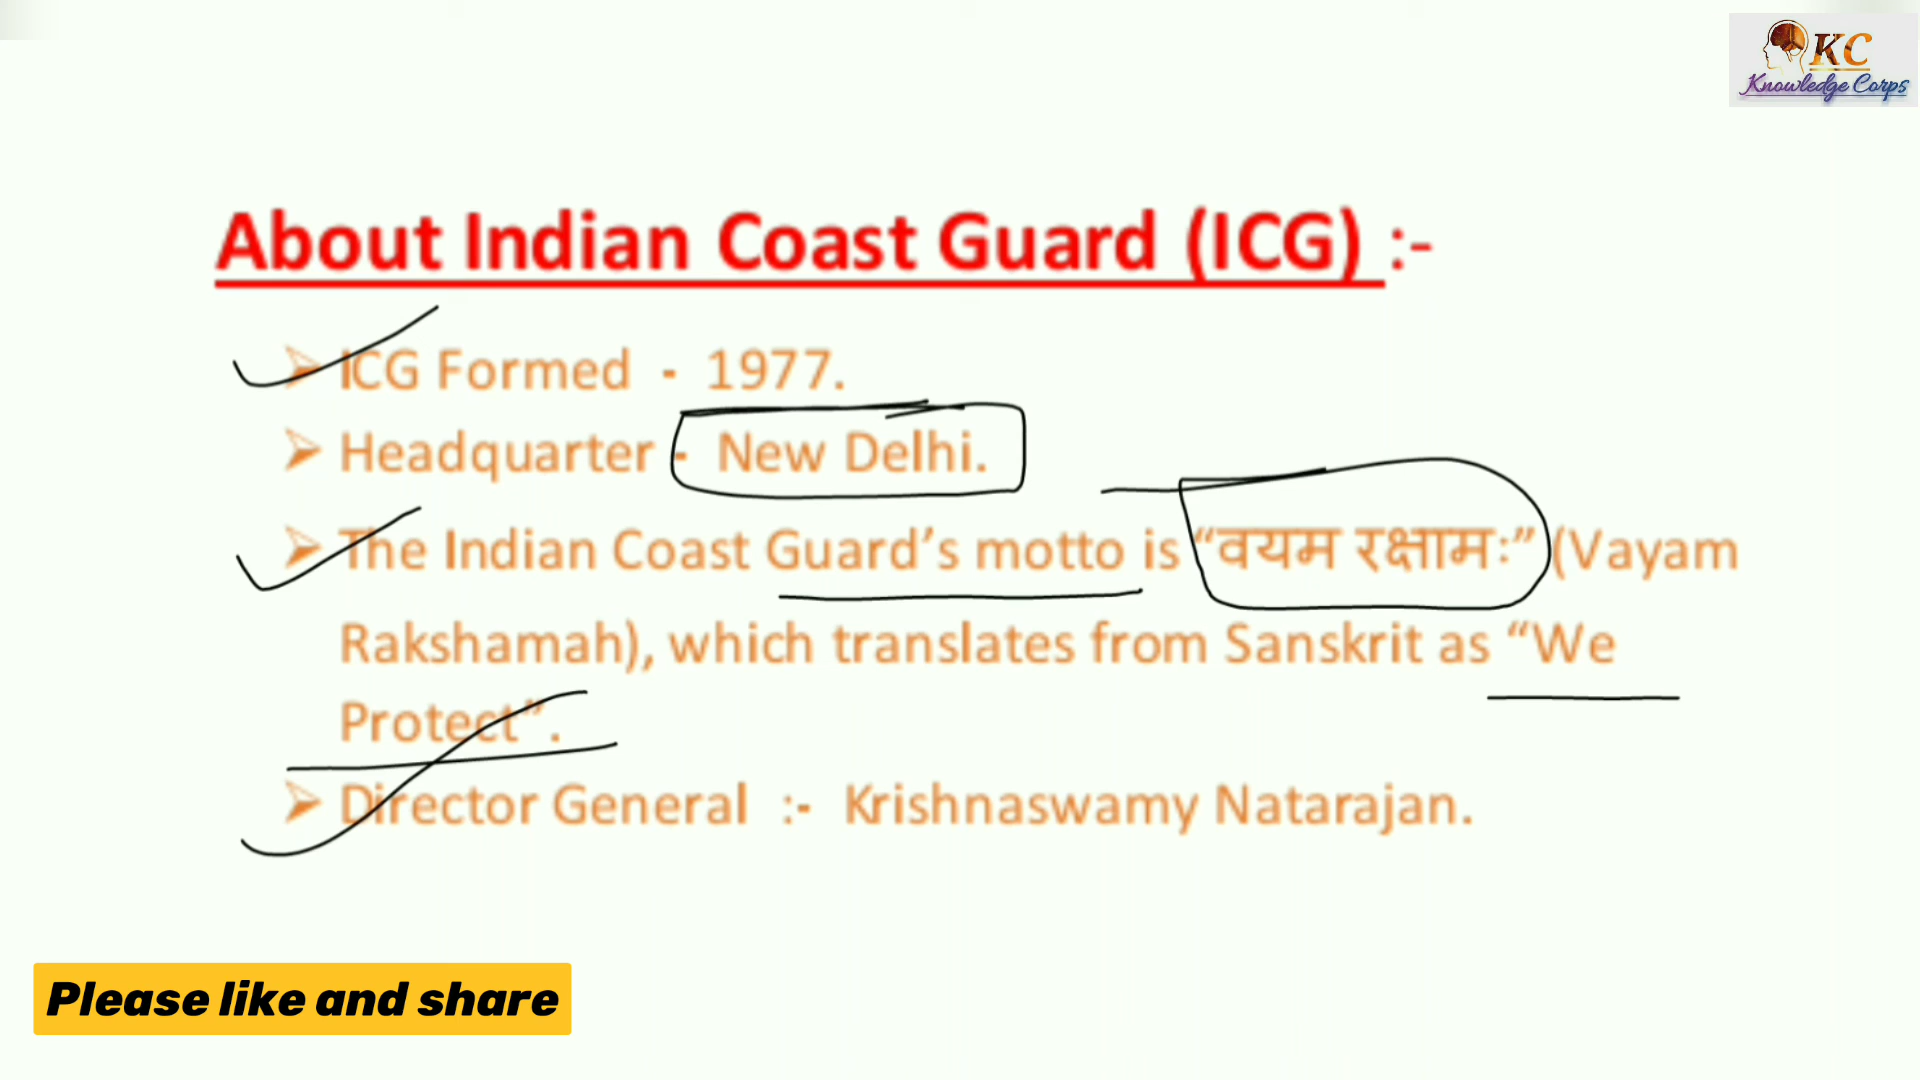 KC
Knowledge Corps
About Indian Coast Guard (ICG) :-
➢ ICG Formed - 1977.
➢ Headquarter - New Delhi.
➢ The Indian Coast Guard’s motto is “वयम रक्षामः” (Vayam
Rakshamah), which translates from Sanskrit as “We
Protect”.
➢ Director General :- Krishnaswamy Natarajan.
Please like and share